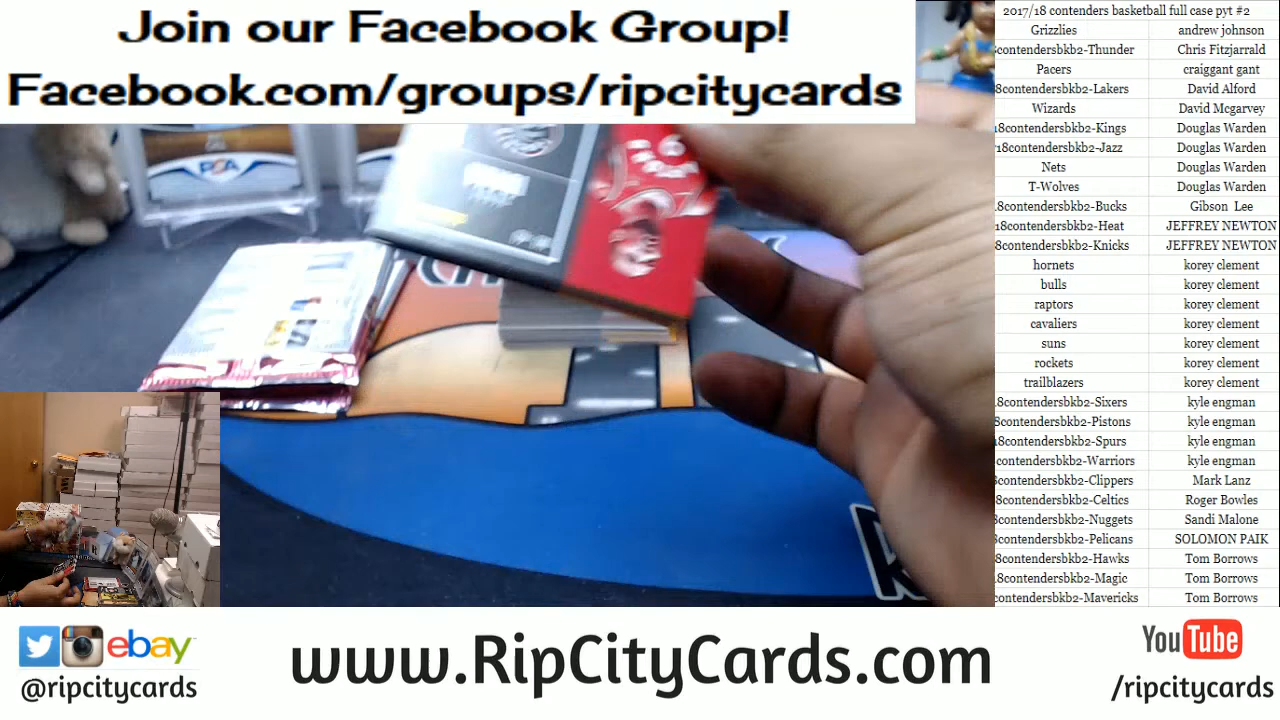 Join our Facebook Group!
Facebook.com/groups/ripcitycards
2017/18 contenders basketball full case pyt #2
Grizzlies andrew johnson
contendersbkb2-Thunder Chris Fitzjarrald
Pacers craiggant gant
8contendersbkb2-Lakers David Alford
Wizards David Mcgarvey
18contendersbkb2-Kings Douglas Warden
18contendersbkb2-Jazz Douglas Warden
Nets Douglas Warden
T-Wolves Douglas Warden
8contendersbkb2-Bucks Gibson Lee
18contendersbkb2-Heat JEFFREY NEWTON
8contendersbkb2-Knicks JEFFREY NEWTON
hornets korey clement
bulls korey clement
raptors korey clement
cavaliers korey clement
suns korey clement
rockets korey clement
trailblazers korey clement
8contendersbkb2-Sixers kyle engman
8contendersbkb2-Pistons kyle engman
18contendersbkb2-Spurs kyle engman
contendersbkb2-Warriors kyle engman
8contendersbkb2-Clippers Mark Lanz
8contendersbkb2-Celtics Roger Bowles
contendersbkb2-Nuggets Sandi Malone
contendersbkb2-Pelicans SOLOMON PAIK
8contendersbkb2-Hawks Tom Borrows
8contendersbkb2-Magic Tom Borrows
contendersbkb2-Mavericks Tom Borrows
ebay
@ripcitycards
www.RipCityCards.com
YouTube
/ripcitycards